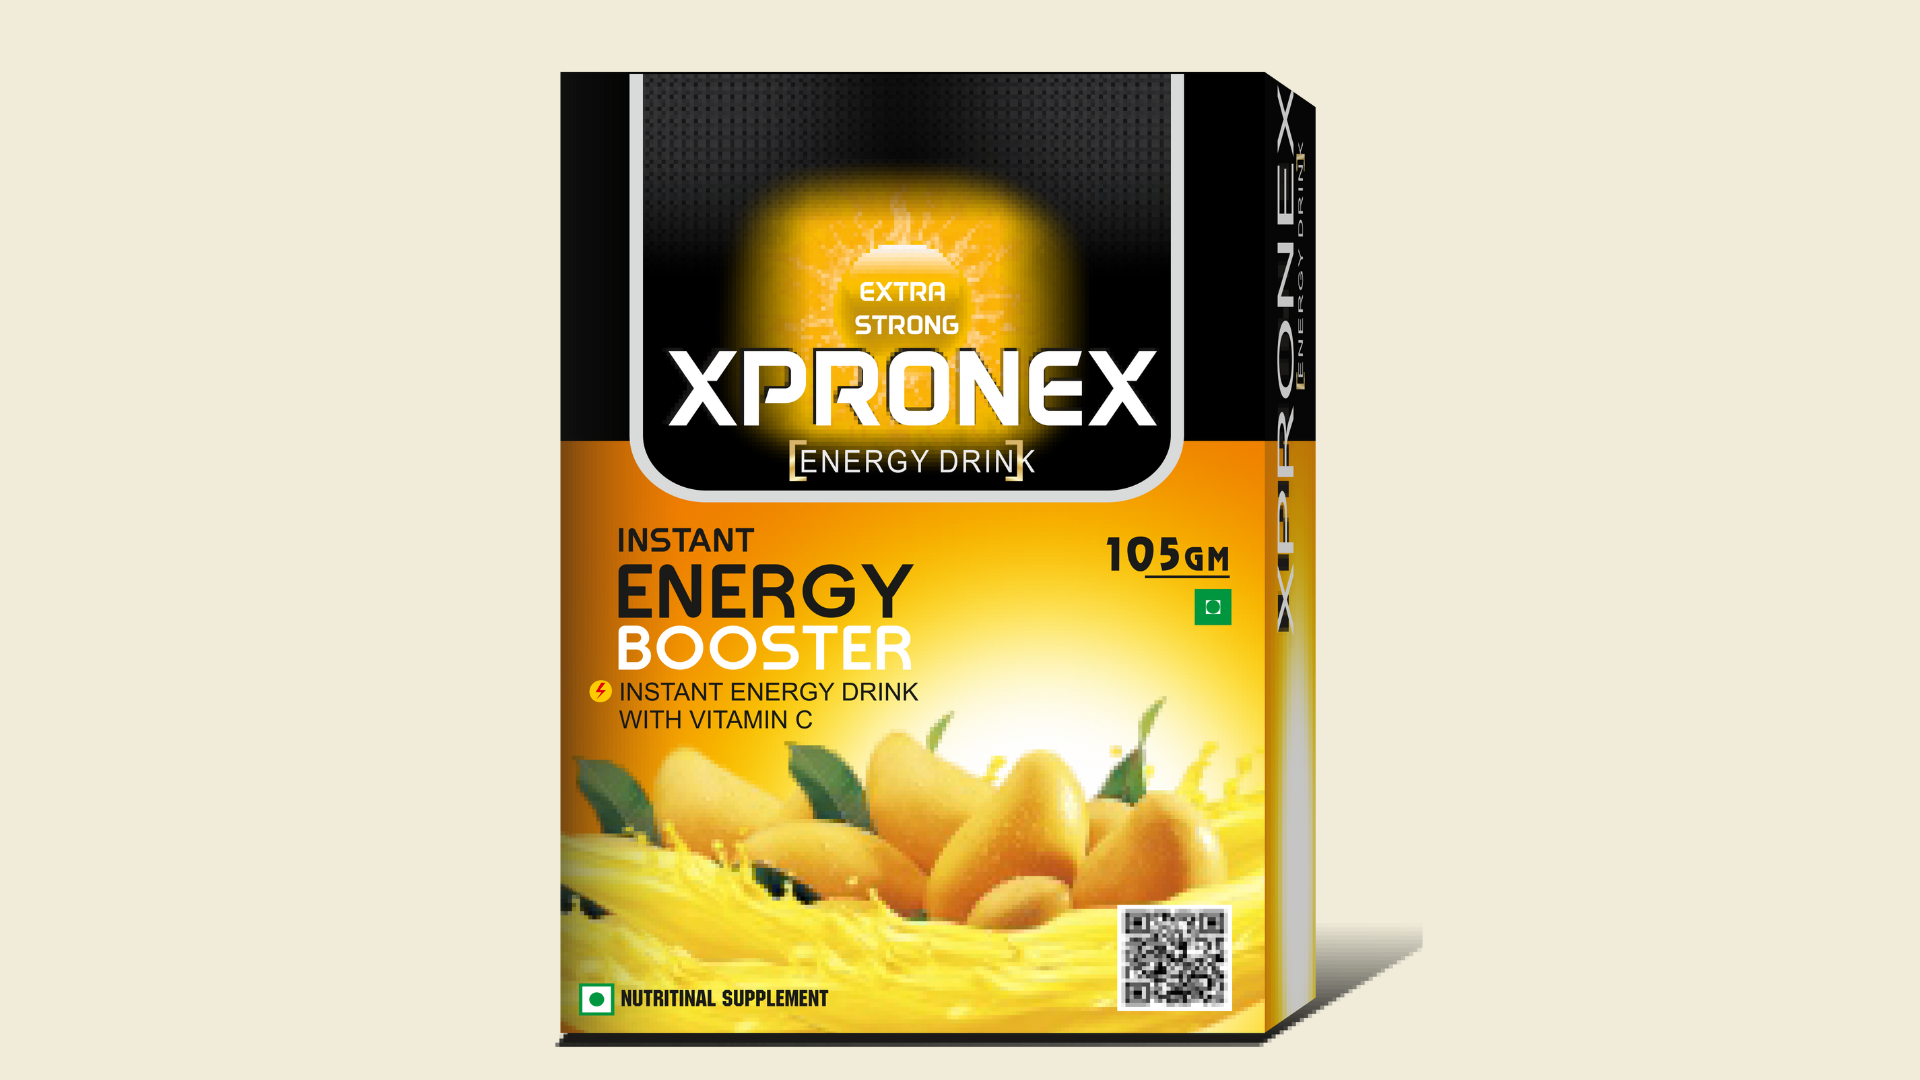 EXTRA
STRONG
XPRONEX
[ENERGY DRINK]
INSTANT
ENERGY
BOOSTER
INSTANT ENERGY DRINK
WITH VITAMIN C
105GM
NUTRITINAL SUPPLEMENT
XPRONEX
[ENERGY DRINK]